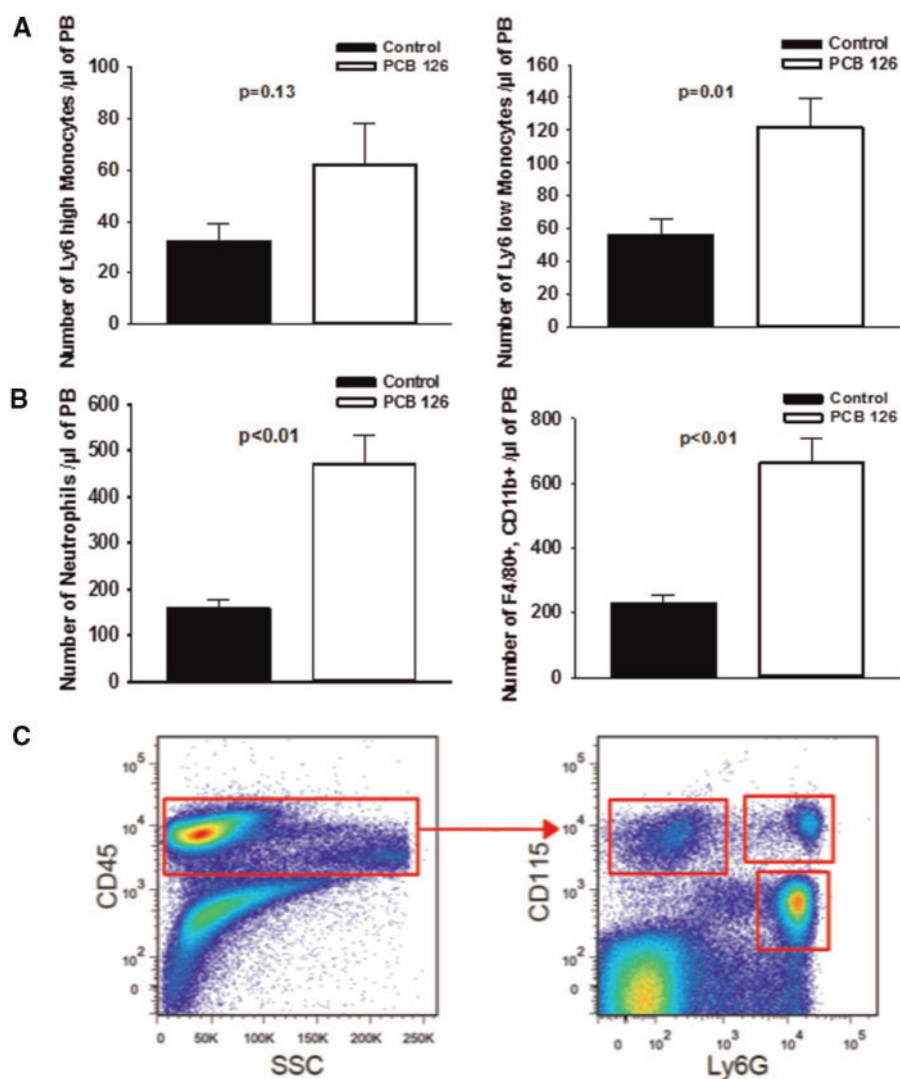 A
Number of Ly6 high Monocytes /µl of PB
100
80
60
40
20
0
Control
PCB 126
p=0.13
Number of Ly6 low Monocytes /µl of PB
160
140
120
100
80
60
40
20
0
Control
PCB 126
p=0.01
B
Number of Neutrophils /µl of PB
600
500
400
300
200
100
0
Control
PCB 126
p<0.01
Number of F4/80+, CD11b+ /µl of PB
800
600
400
200
0
Control
PCB 126
p<0.01
C
CD45
10⁵
10⁴
10³
10²
0
0 50K 100K 150K 200K 250K
SSC
CD115
10⁵
10⁴
10³
10²
0
0 10² 10³ 10⁴ 10⁵
Ly6G